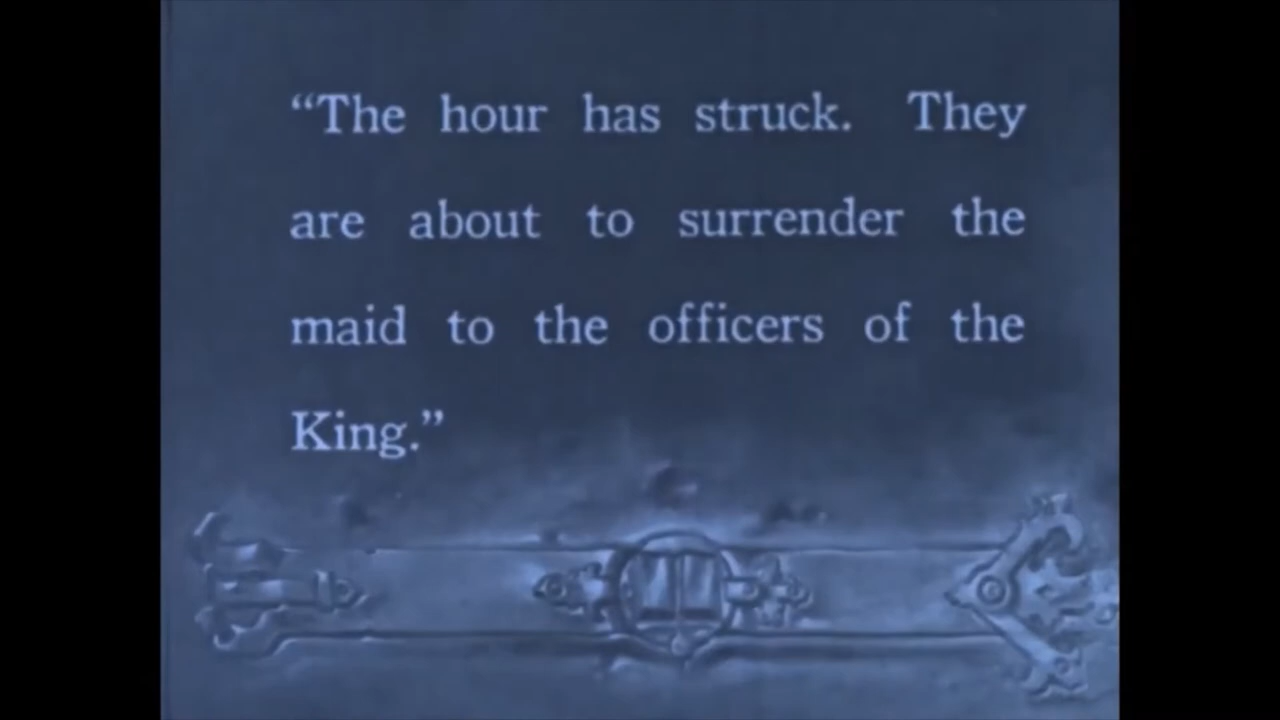 “The hour has struck. They
are about to surrender the
maid to the officers of the
King.”